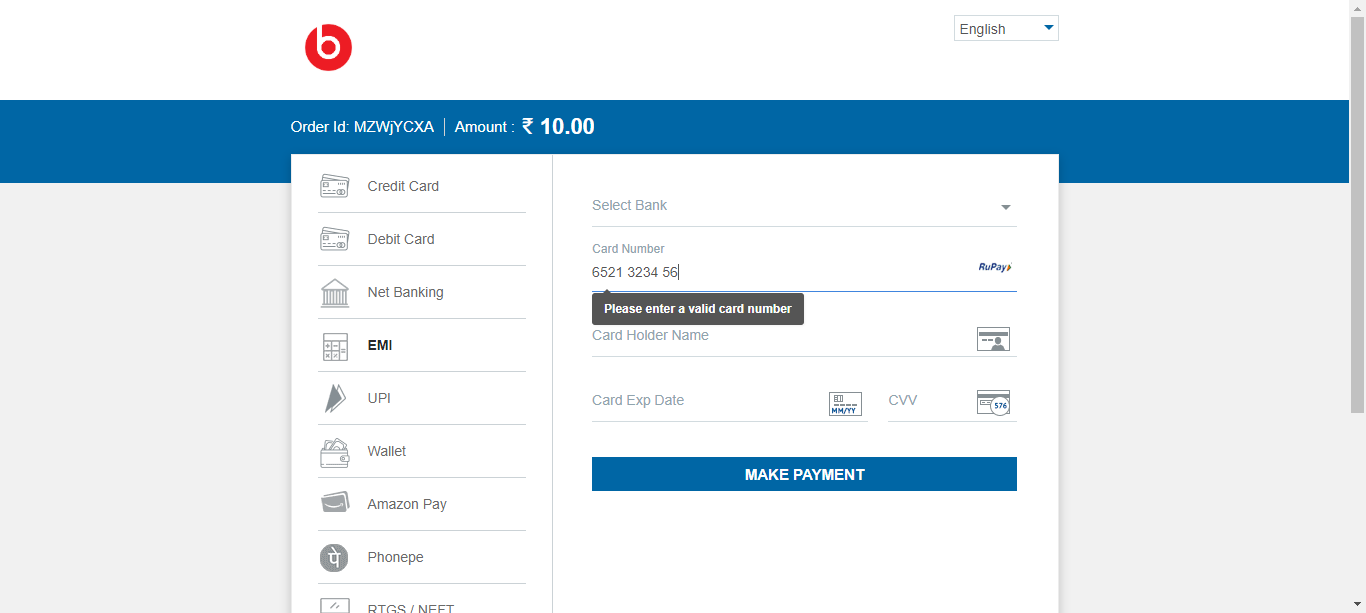 b
English
Order Id: MZWjYCXA | Amount : ₹ 10.00
Credit Card
Debit Card
Net Banking
EMI
UPI
Wallet
Amazon Pay
पे Phonepe
RTGS / NEFT
Select Bank
Card Number
6521 3234 56
RuPay
Please enter a valid card number
Card Holder Name
Card Exp Date
MM/YY
CVV
576
MAKE PAYMENT